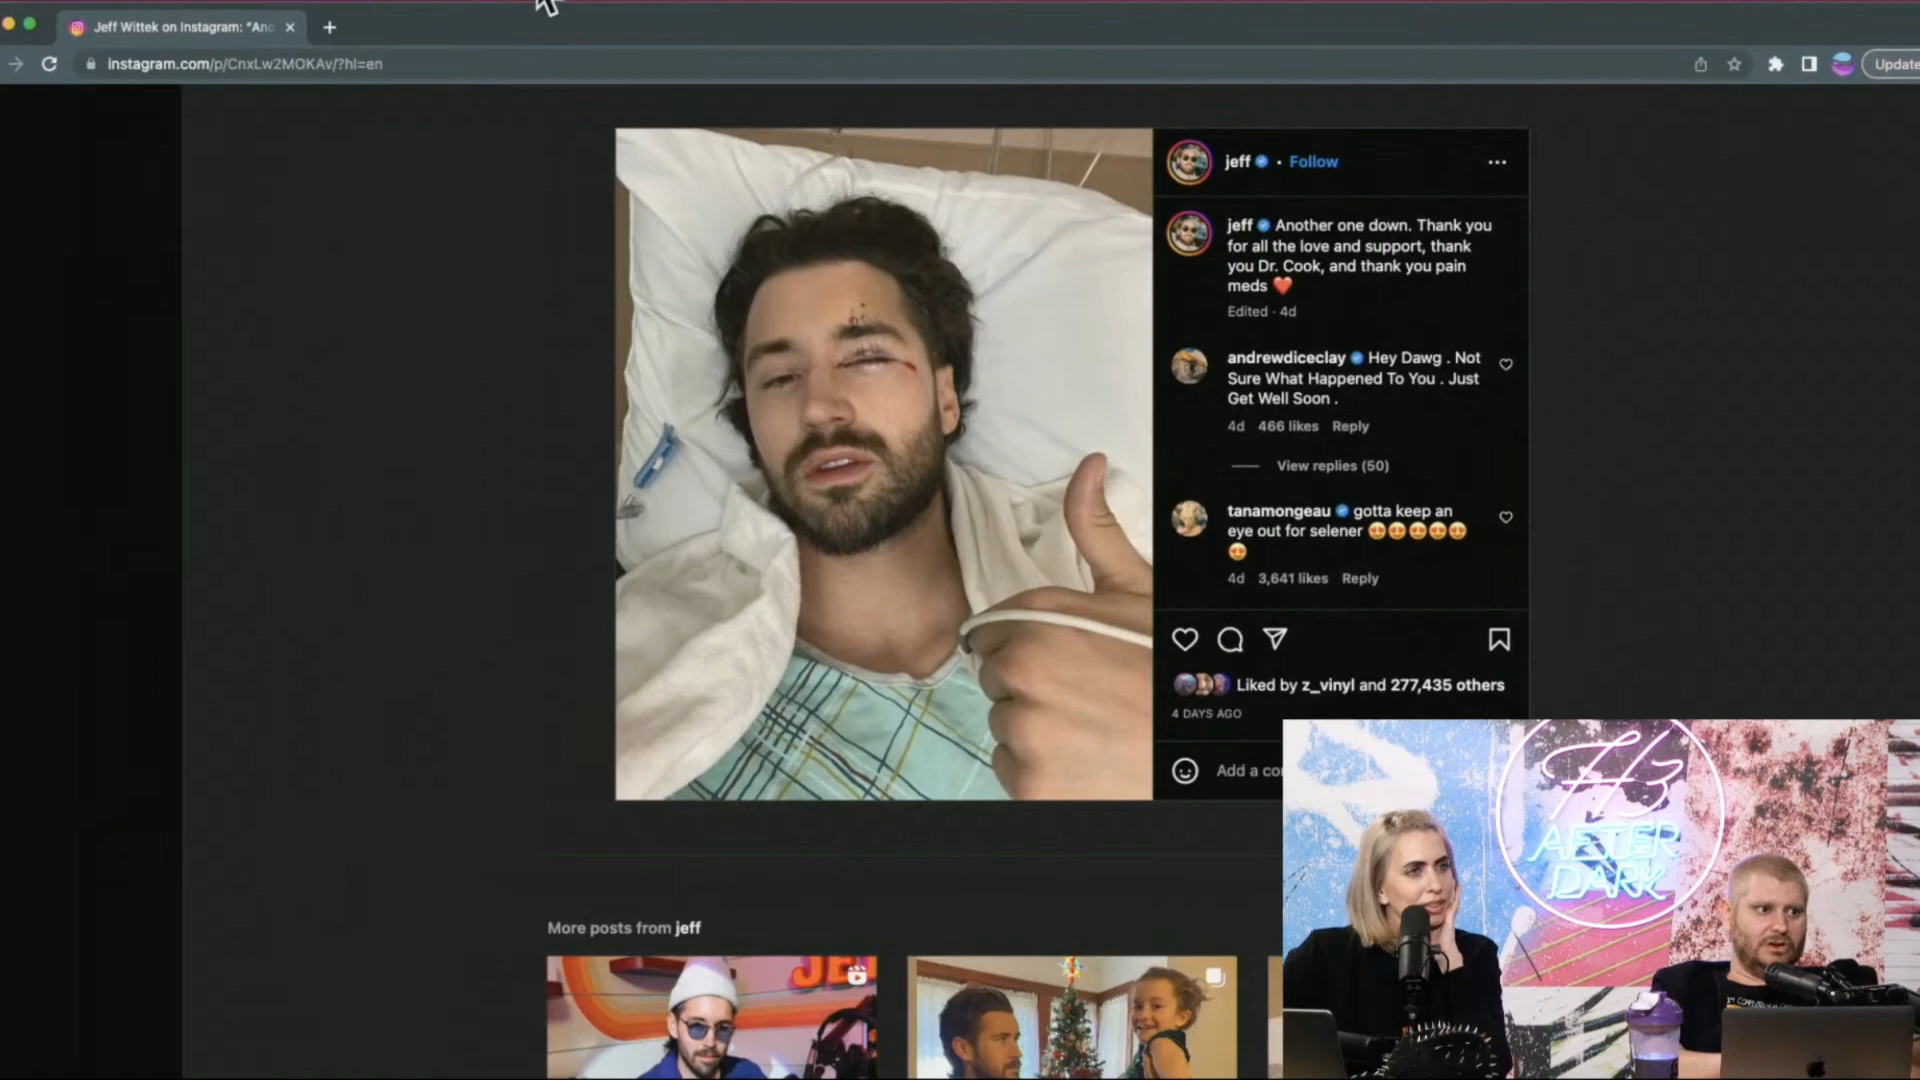 Jeff Wittek on Instagram: "Ano
instagram.com/p/CnxLw2MOKAv/?hl=en
Update
jeff • Follow
jeff Another one down. Thank you
for all the love and support, thank
you Dr. Cook, and thank you pain
meds ❤️
Edited · 4d
andrewdiceclay Hey Dawg . Not
Sure What Happened To You . Just
Get Well Soon .
4d 466 likes Reply
View replies (50)
tanamongeau gotta keep an
eye out for selener 😍😍😍😍😍
😍
4d 3,641 likes Reply
Liked by z_vinyl and 277,435 others
4 DAYS AGO
Add a co
More posts from jeff
JE
H3
AFTER
DARK